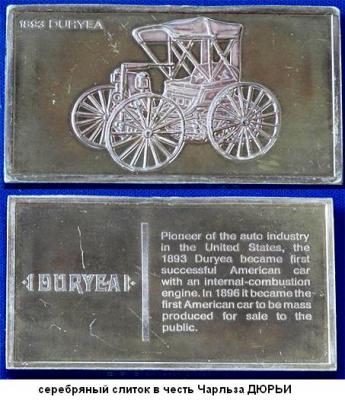 1893 DURYEA
DURYEA
Pioneer of the auto industry
in the United States, the
1893 Duryea became first
successful American car
with an internal-combustion
engine. In 1896 it became the
first American car to be mass
produced for sale to the
public.
серебряный слиток в честь Чарльза ДЮРЬИ